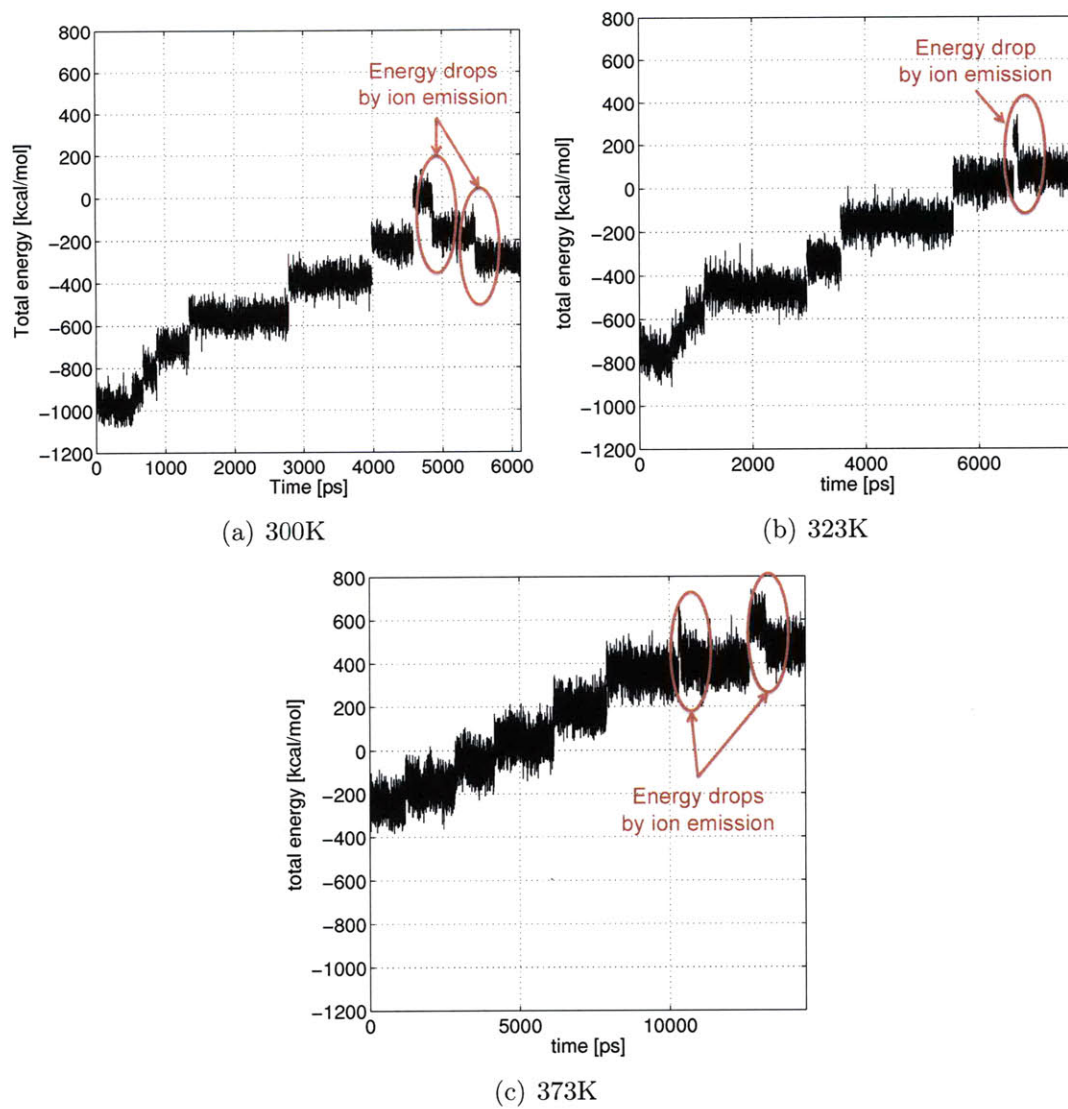 800
600
400
200
0
−200
−400
−600
−800
−1000
−1200
Total energy [kcal/mol]
Energy drops
by ion emission
0 1000 2000 3000 4000 5000 6000
Time [ps]
(a) 300K
800
600
400
200
0
−200
−400
−600
−800
−1000
−1200
total energy [kcal/mol]
Energy drop
by ion emission
0 2000 4000 6000
time [ps]
(b) 323K
800
600
400
200
0
−200
−400
−600
−800
−1000
−1200
total energy [kcal/mol]
Energy drops
by ion emission
0 5000 10000
time [ps]
(c) 373K